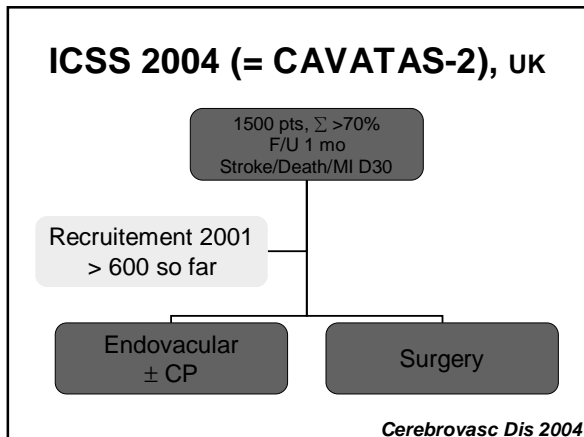 ICSS 2004 (= CAVATAS-2), UK
1500 pts, Σ >70%
F/U 1 mo
Stroke/Death/MI D30
Recruitement 2001
> 600 so far
Endovacular
± CP
Surgery
Cerebrovasc Dis 2004